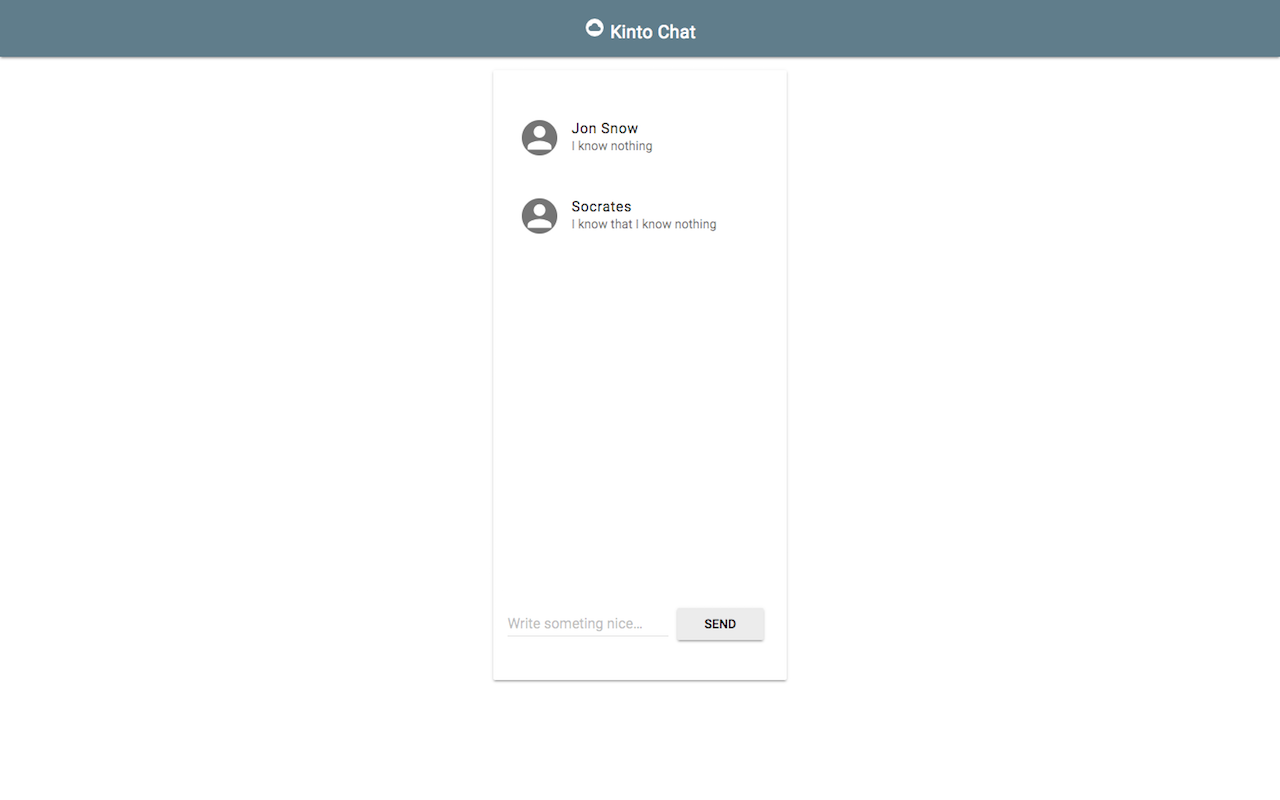 Kinto Chat
Jon Snow
I know nothing
Socrates
I know that I know nothing
Write someting nice... SEND